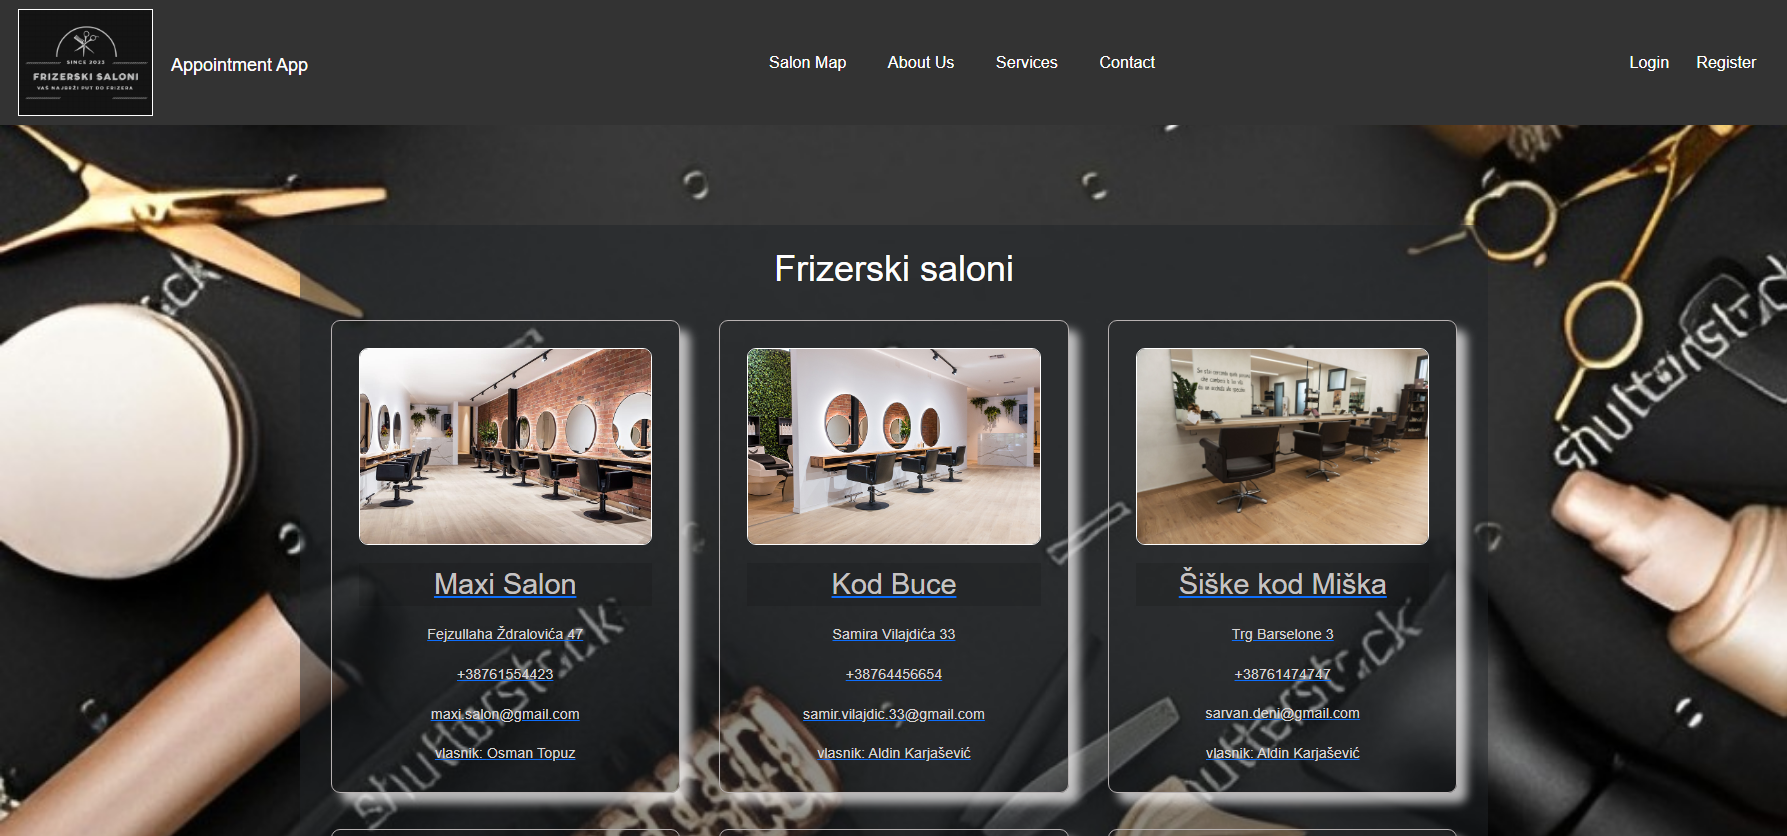 SINCE 2023
FRIZERSKI SALONI
VAŠ NAJBRŽI PUT DO FRIZERA
Appointment App
Salon Map
About Us
Services
Contact
Login
Register
Frizerski saloni
Maxi Salon
Fejzullaha Ždralovića 47
+38761554423
maxi.salon@gmail.com
vlasnik: Osman Topuz
Kod Buce
Samira Vilajdića 33
+38764456654
samir.vilajdic.33@gmail.com
vlasnik: Aldin Karjašević
Šiške kod Miška
Trg Barselone 3
+38761474747
sarvan.deni@gmail.com
vlasnik: Aldin Karjašević
shutterstock
shutterstock
shutterstock